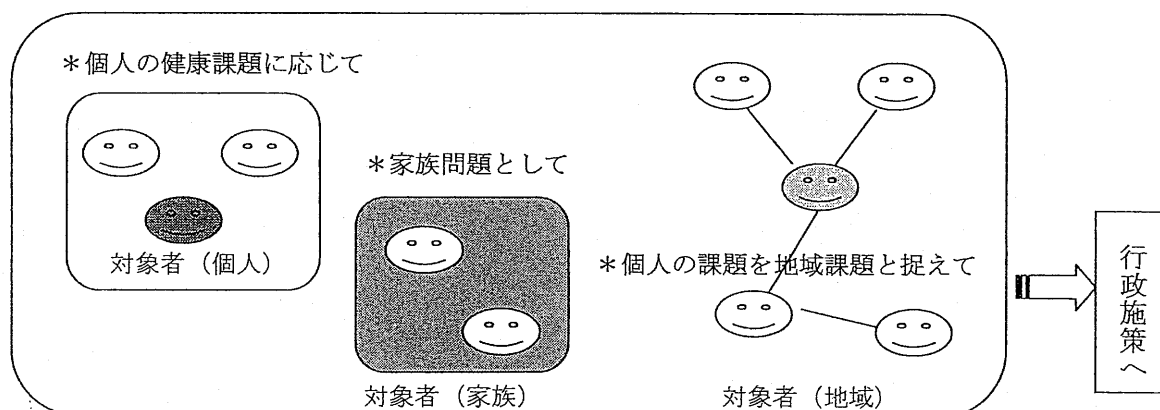 ＊個人の健康課題に応じて
対象者（個人）
＊家族問題として
対象者（家族）
＊個人の課題を地域課題と捉えて
対象者（地域）
行政施策へ